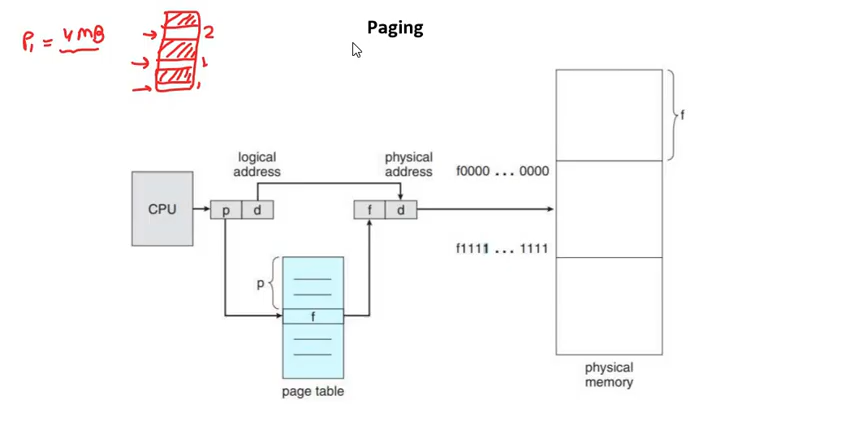 Paging
P1 = 4MB
2
1
1
logical
address
physical
address
f0000 ... 0000
f
CPU
p d
f d
f1111 ... 1111
p
f
page table
physical
memory